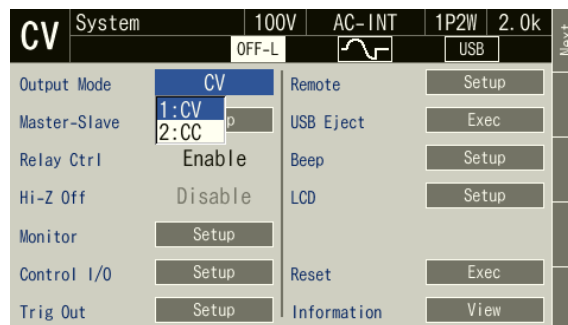 CV System 100V AC-INT 1P2W 2.0k
OFF-L USB
Next
Output Mode CV
1:CV
2:CC
Master-Slave p
Relay Ctrl Enable
Hi-Z Off Disable
Monitor Setup
Control I/O Setup
Trig Out Setup
Remote Setup
USB Eject Exec
Beep Setup
LCD Setup
Reset Exec
Information View